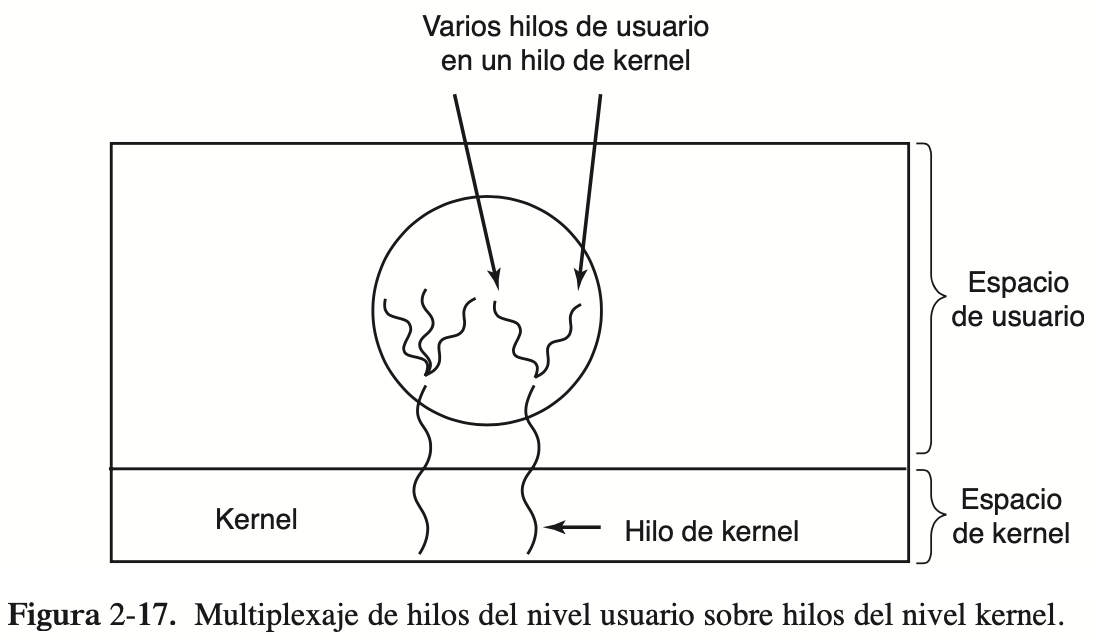 Varios hilos de usuario
en un hilo de kernel
Espacio
de usuario
Kernel
Hilo de kernel
Espacio
de kernel
Figura 2-17. Multiplexaje de hilos del nivel usuario sobre hilos del nivel kernel.